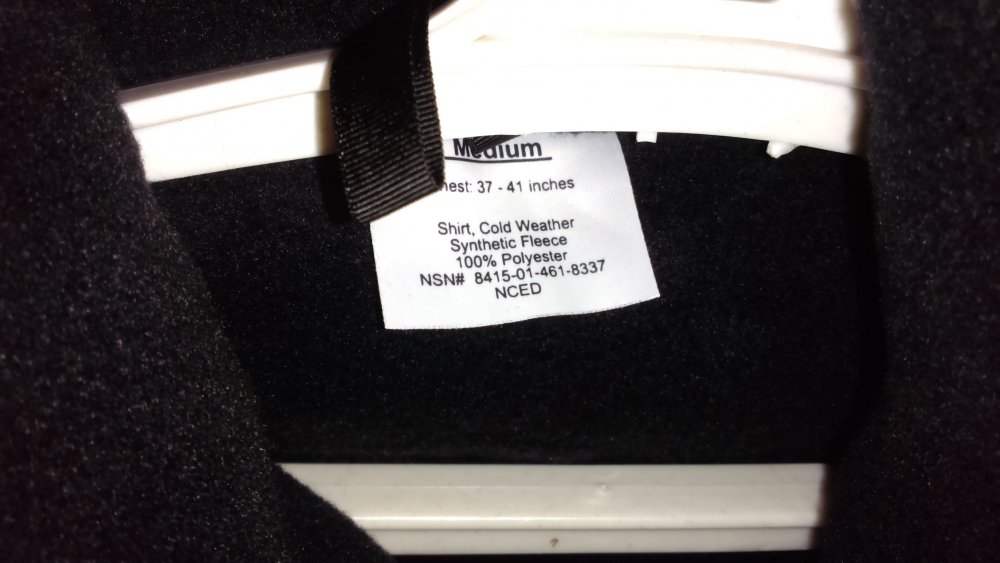 Medium
hest: 37 - 41 inches
Shirt, Cold Weather
Synthetic Fleece
100% Polyester
NSN# 8415-01-461-8337
NCED